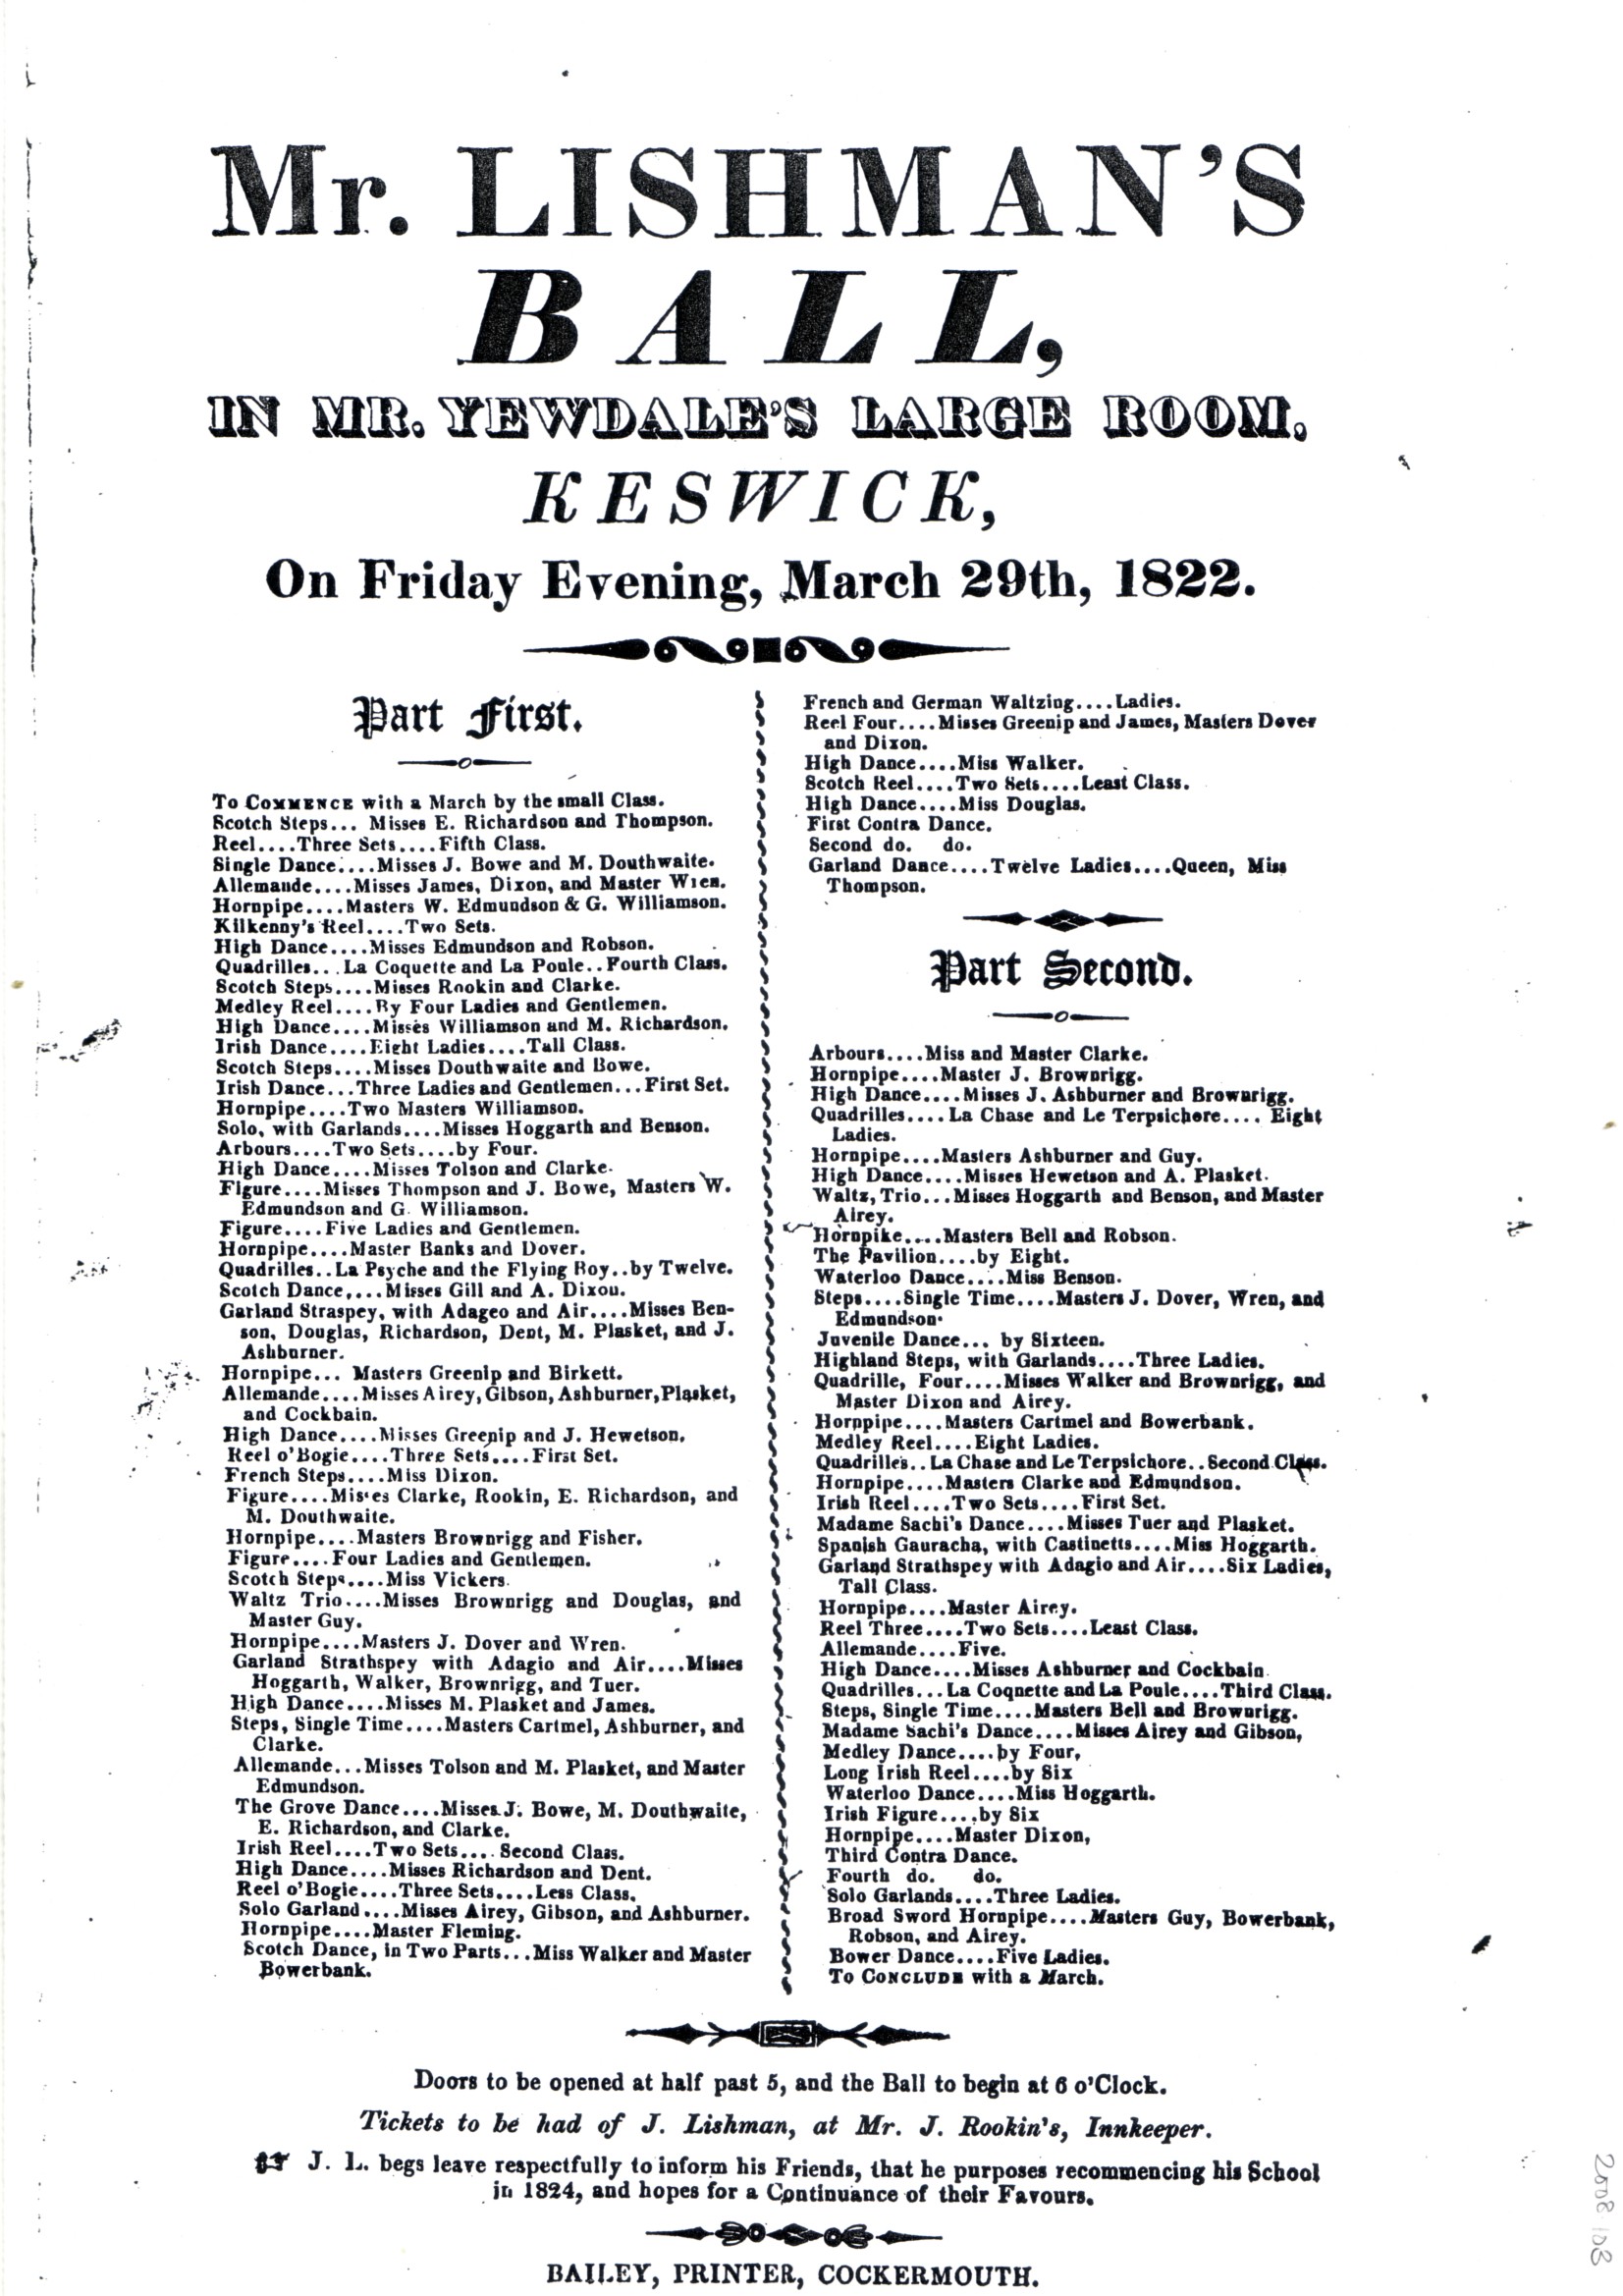 Mr. LISHMAN'S
BALL,
IN MR. YEWDALE'S LARGE ROOM,
KESWICK,
On Friday Evening, March 29th, 1822.
Part First.
To COMMENCE with a March by the small Class.
Scotch Steps... Misses E. Richardson and Thompson.
Reel....Three Sets....Fifth Class.
Single Dance....Misses J. Bowe and M. Douthwaite.
Allemaude....Misses James, Dixon, and Master Wren.
Hornpipe....Masters W. Edmundson & G. Williamson.
Kilkenny's Reel....Two Sets.
High Dance....Misses Edmundson and Robson.
Quadrilles...La Coquette and La Poule..Fourth Class.
Scotch Steps....Misses Rookin and Clarke.
Medley Reel....By Four Ladies and Gentlemen.
High Dance....Misses Williamson and M. Richardson.
Irish Dance....Eight Ladies....Tall Class.
Scotch Steps....Misses Douthwaite and Bowe.
Irish Dance...Three Ladies and Gentlemen...First Set.
Hornpipe....Two Masters Williamson.
Solo, with Garlands....Misses Hoggarth and Benson.
Arbours....Two Sets....by Four.
High Dance....Misses Tolson and Clarke.
Figure....Misses Thompson and J. Bowe, Masters W.
Edmundson and G. Williamson.
Figure....Five Ladies and Gentlemen.
Hornpipe....Master Banks and Dover.
Quadrilles..La Psyche and the Flying Boy..by Twelve.
Scotch Dance....Misses Gill and A. Dixou.
Garland Straspey, with Adageo and Air....Misses Ben-
son, Douglas, Richardson, Dent, M. Plasket, and J.
Ashburner.
Hornpipe... Masters Greenip and Birkett.
Allemande....Misses Airey, Gibson, Ashburner, Plasket,
and Cockbain.
High Dance....Misses Greenip and J. Hewetson.
Reel o'Bogie....Three Sets....First Set.
French Steps....Miss Dixon.
Figure....Misses Clarke, Rookin, E. Richardson, and
M. Douthwaite.
Hornpipe....Masters Brownrigg and Fisher.
Figure....Four Ladies and Gentlemen.
Scotch Steps....Miss Vickers.
Waltz Trio....Misses Brownrigg and Douglas, and
Master Guy.
Hornpipe....Masters J. Dover and Wren.
Garland Strathspey with Adagio and Air....Misses
Hoggarth, Walker, Brownrigg, and Tuer.
High Dance....Misses M. Plasket and James.
Steps, Single Time....Masters Cartmel, Ashburner, and
Clarke.
Allemande...Misses Tolson and M. Plasket, and Master
Edmundson.
The Grove Dance....Misses J. Bowe, M. Douthwaite,
E. Richardson, and Clarke.
Irish Reel....Two Sets.... Second Class.
High Dance....Misses Richardson and Dent.
Reel o'Bogie....Three Sets....Less Class.
Solo Garland....Misses Airey, Gibson, and Ashburner.
Hornpipe....Master Fleming.
Scotch Dance, in Two Parts...Miss Walker and Master
Bowerbank.
French and German Waltzing....Ladies.
Reel Four....Misses Greenip and James, Masters Dover
and Dixon.
High Dance....Miss Walker.
Scotch Reel....Two Sets....Least Class.
High Dance....Miss Douglas.
First Contra Dance.
Second do. do.
Garland Dance....Twelve Ladies....Queen, Miss
Thompson.
Part Second.
Arbours....Miss and Master Clarke.
Hornpipe....Master J. Brownrigg.
High Dance....Misses J. Ashburner and Brownrigg.
Quadrilles....La Chase and Le Terpsichore.... Eight
Ladies.
Hornpipe....Masters Ashburner and Guy.
High Dance....Misses Hewetson and A. Plasket.
Waltz, Trio...Misses Hoggarth and Benson, and Master
Airey.
Hornpike....Masters Bell and Robson.
The Pavilion....by Eight.
Waterloo Dance....Miss Benson.
Steps....Single Time....Masters J. Dover, Wren, and
Edmundson.
Juvenile Dance... by Sixteen.
Highland Steps, with Garlands....Three Ladies.
Quadrille, Four....Misses Walker and Brownrigg, and
Master Dixon and Airey.
Hornpipe....Masters Cartmel and Bowerbank.
Medley Reel....Eight Ladies.
Quadrilles..La Chase and Le Terpsichore..Second Class.
Hornpipe....Masters Clarke and Edmundson.
Irish Reel....Two Sets....First Set.
Madame Sachi's Dance....Misses Tuer and Plasket.
Spanish Gauracha, with Castinetts....Miss Hoggarth.
Garland Strathspey with Adagio and Air....Six Ladies,
Tall Class.
Hornpipe....Master Airey.
Reel Three....Two Sets....Least Class.
Allemande....Five.
High Dance....Misses Ashburner and Cockbain.
Quadrilles...La Coqnette and La Poule....Third Class.
Steps, Single Time....Masters Bell and Brownrigg.
Madame Sachi's Dance....Misses Airey and Gibson,
Medley Dance....by Four,
Long Irish Reel....by Six
Waterloo Dance....Miss Hoggarth.
Irish Figure....by Six
Hornpipe....Master Dixon,
Third Contra Dance.
Fourth do. do.
Solo Garlands....Three Ladies.
Broad Sword Hornpipe....Masters Guy, Bowerbank,
Robson, and Airey.
Bower Dance....Five Ladies.
To CONCLUDE with a March.
Doors to be opened at half past 5, and the Ball to begin at 6 o'Clock.
Tickets to be had of J. Lishman, at Mr. J. Rookin's, Innkeeper.
☞ J. L. begs leave respectfully to inform his Friends, that he purposes recommencing his School
in 1824, and hopes for a Continuance of their Favours.
BAILEY, PRINTER, COCKERMOUTH.
2008.103